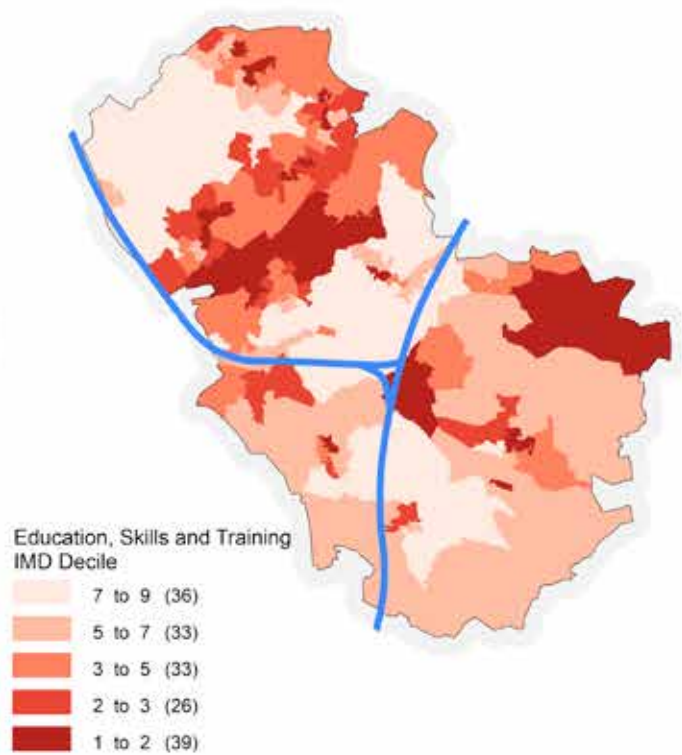 Education, Skills and Training
IMD Decile
7 to 9 (36)
5 to 7 (33)
3 to 5 (33)
2 to 3 (26)
1 to 2 (39)